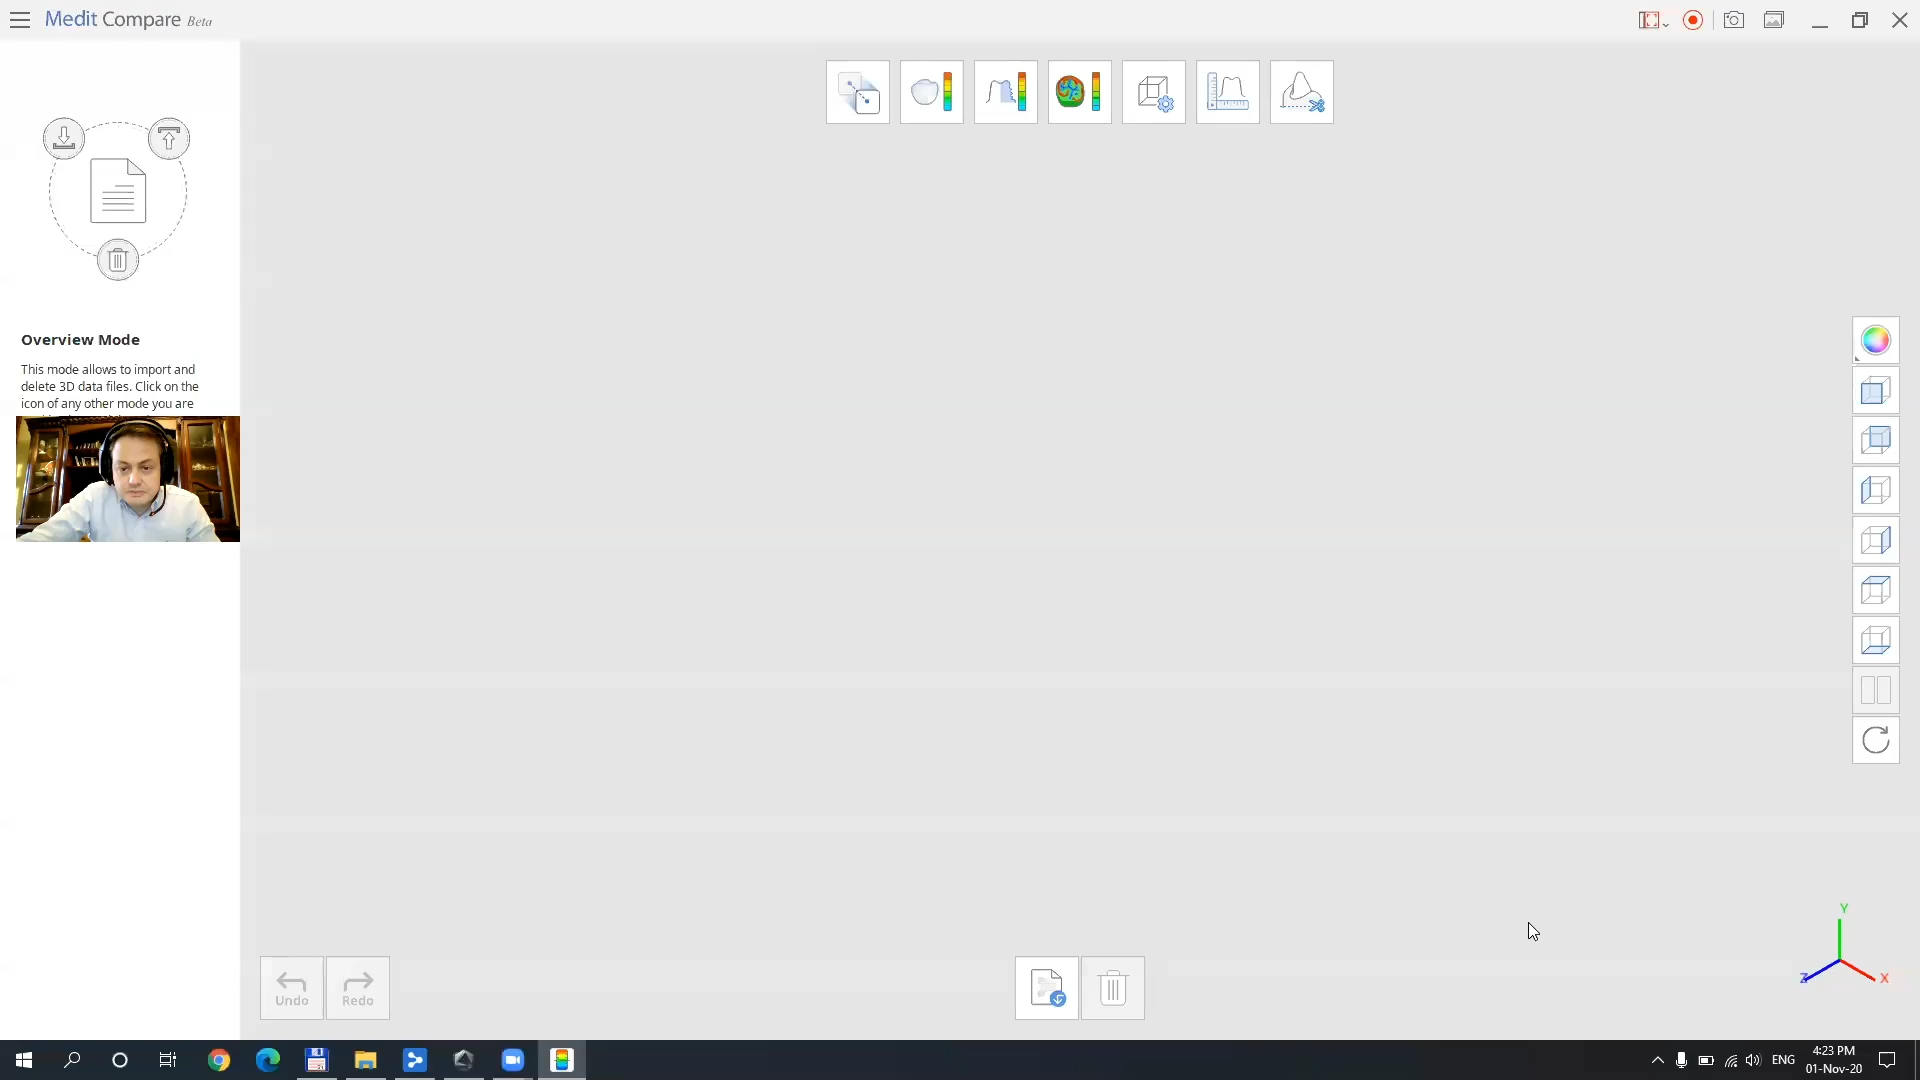 Medit Compare Beta
Overview Mode
This mode allows to import and
delete 3D data files. Click on the
icon of any other mode you are
Undo
Redo
Y
Z
X
ENG
4:23 PM
01-Nov-20